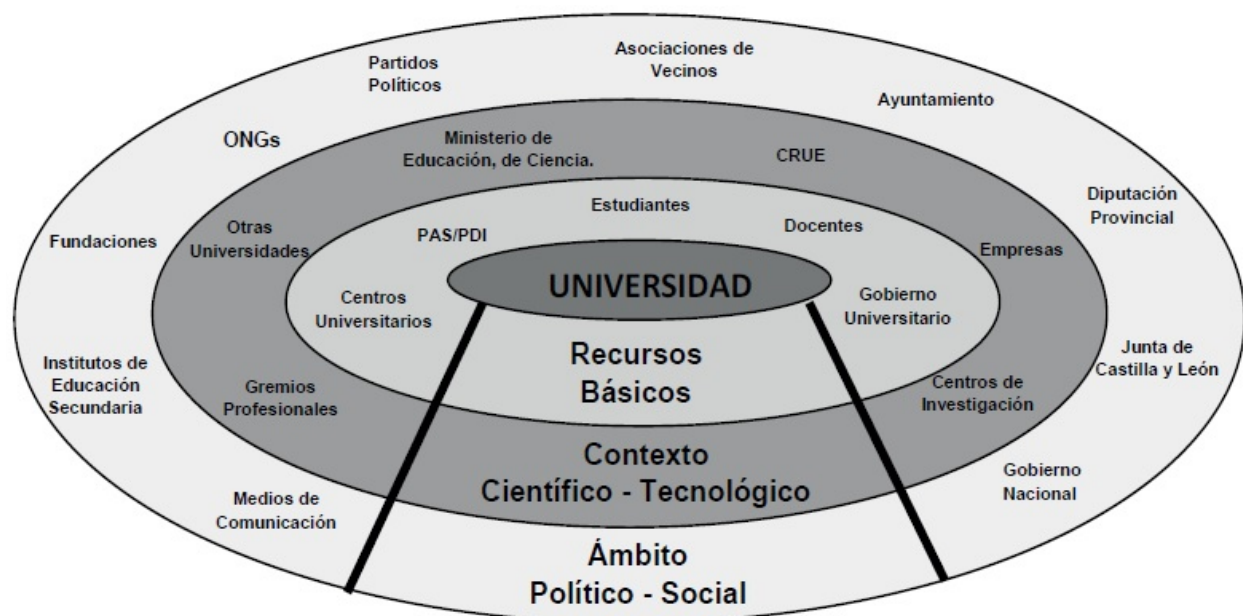 Partidos
Políticos
Asociaciones de
Vecinos
Ayuntamiento
ONGs
Ministerio de
Educación, de Ciencia.
CRUE
Diputación
Provincial
Fundaciones
Otras
Universidades
PAS/PDI
Estudiantes
Docentes
Empresas
UNIVERSIDAD
Centros
Universitarios
Gobierno
Universitario
Institutos de
Educación
Secundaria
Gremios
Profesionales
Recursos
Básicos
Centros de
Investigación
Junta de
Castilla y León
Contexto
Científico - Tecnológico
Medios de
Comunicación
Gobierno
Nacional
Ámbito
Político - Social